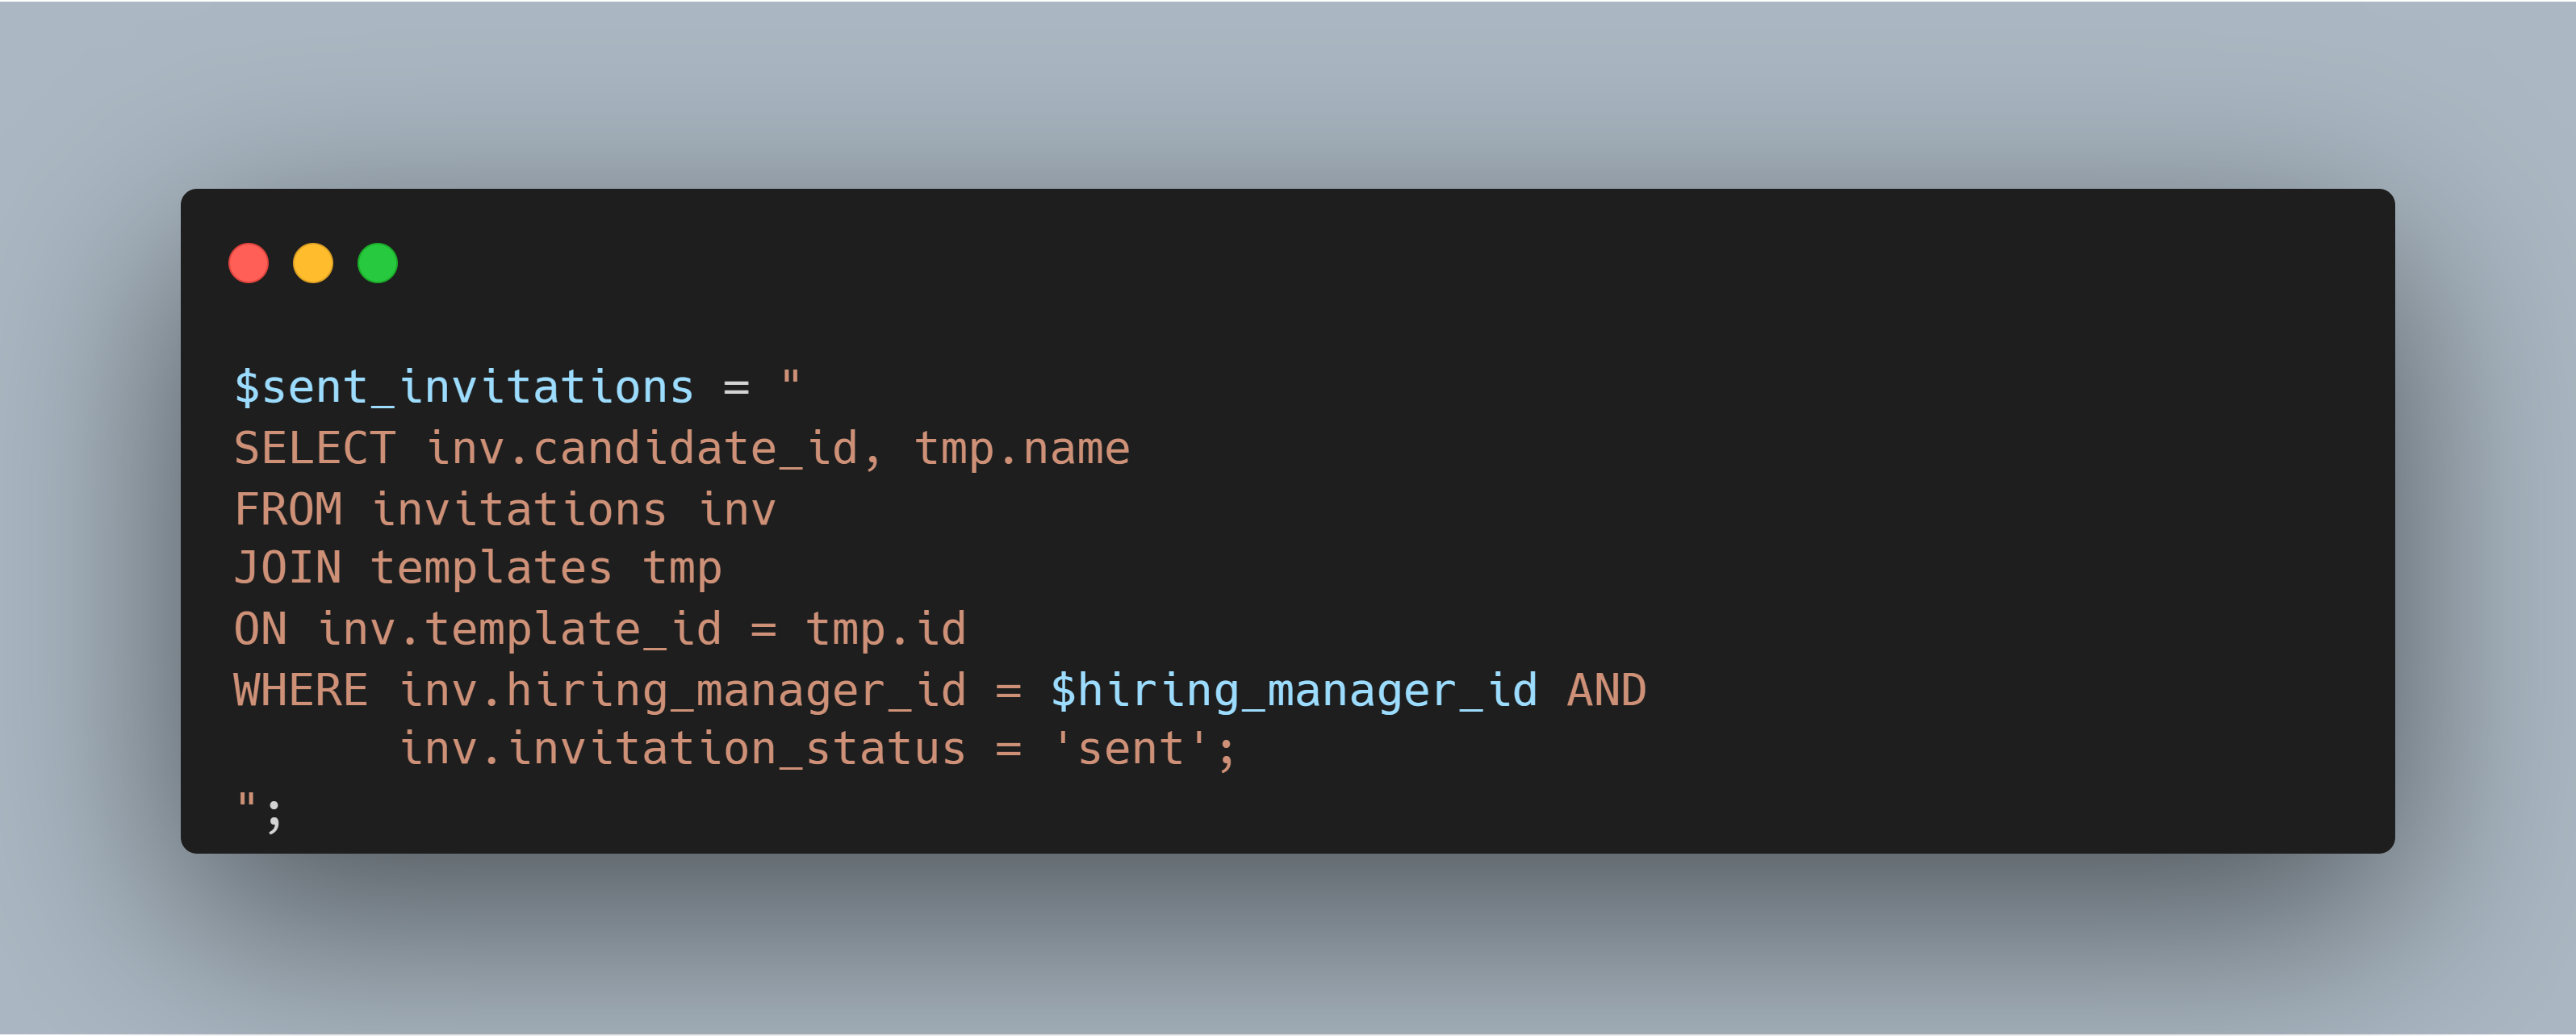 $sent_invitations = "
SELECT inv.candidate_id, tmp.name
FROM invitations inv
JOIN templates tmp
ON inv.template_id = tmp.id
WHERE inv.hiring_manager_id = $hiring_manager_id AND
      inv.invitation_status = 'sent';
";